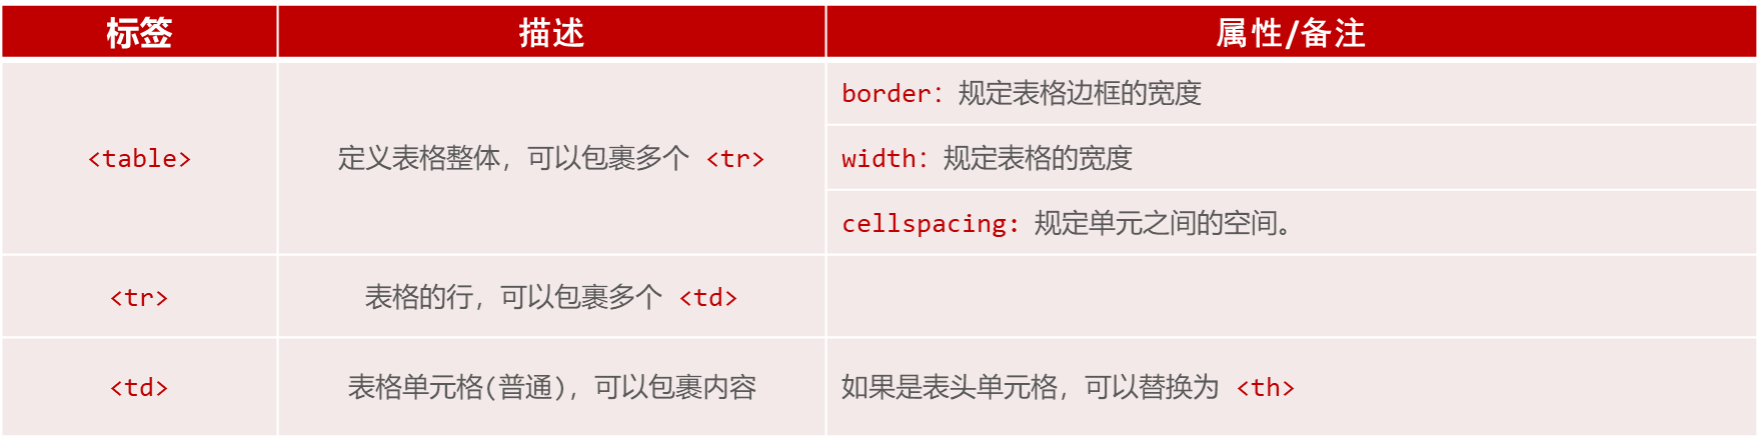 标签 描述 属性/备注
border：规定表格边框的宽度
<table> 定义表格整体，可以包裹多个 <tr> width：规定表格的宽度
cellspacing：规定单元之间的空间。
<tr> 表格的行，可以包裹多个 <td>
<td> 表格单元格(普通)，可以包裹内容 如果是表头单元格，可以替换为 <th>